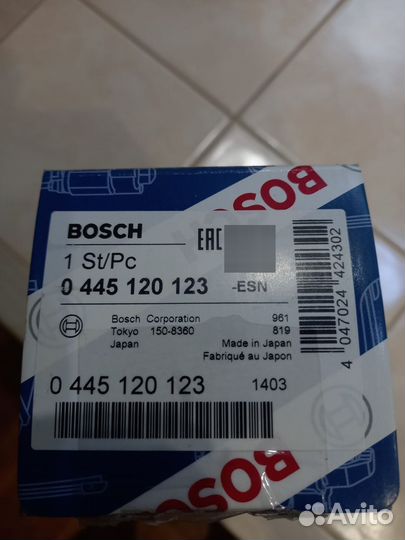 BOSCH
BOSCH EAC
1 St/Pc
0 445 120 123 -ESN
Bosch Corporation 961
Tokyo 150-8360 819
Japan Made in Japan
Fabriqué au Japon
0 445 120 123 1403
4 047024 424302
BOSCH
Avito